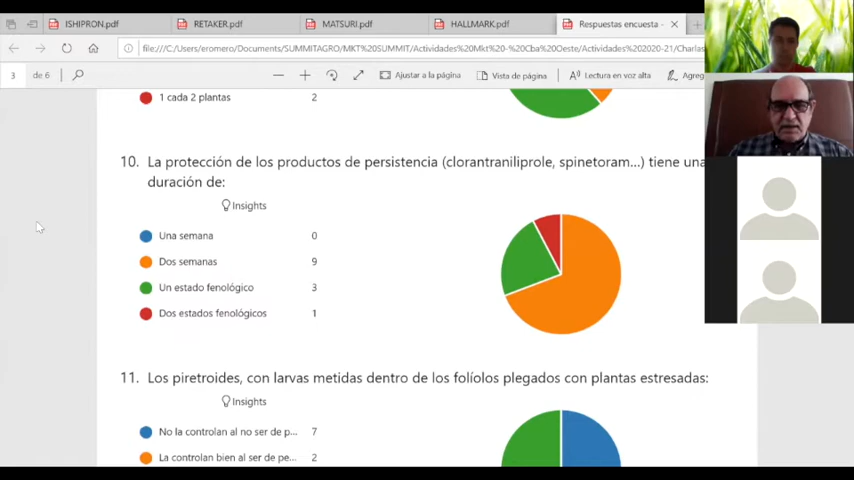 ISHIPRON.pdf
RETAKER.pdf
MATSURI.pdf
HALLMARK.pdf
Respuestas encuesta -
file:///C:/Users/eromero/Documents/SUMMITAGRO/MKT%20SUMMIT/Actividades%20Mkt%20-%20Cba%20Oeste/Actividades%202020-21/Charlas
3 de 6
Ajustar a la página
Vista de página
Lectura en voz alta
Agreg
1 cada 2 plantas 2
10. La protección de los productos de persistencia (clorantraniliprole, spinetoram...) tiene una
duración de:
Insights
Una semana 0
Dos semanas 9
Un estado fenológico 3
Dos estados fenológicos 1
11. Los piretroides, con larvas metidas dentro de los folíolos plegados con plantas estresadas:
Insights
No la controlan al no ser de p... 7
La controlan bien al ser de pe... 2